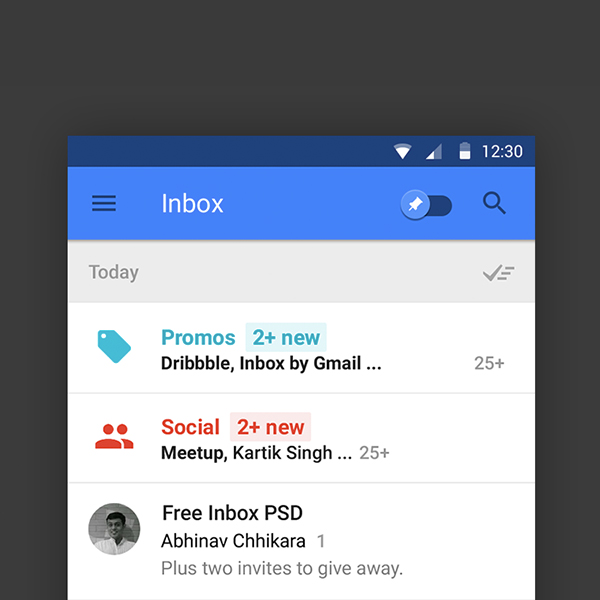 12:30
Inbox
Today
Promos 2+ new
Dribbble, Inbox by Gmail ... 25+
Social 2+ new
Meetup, Kartik Singh ... 25+
Free Inbox PSD
Abhinav Chhikara 1
Plus two invites to give away.